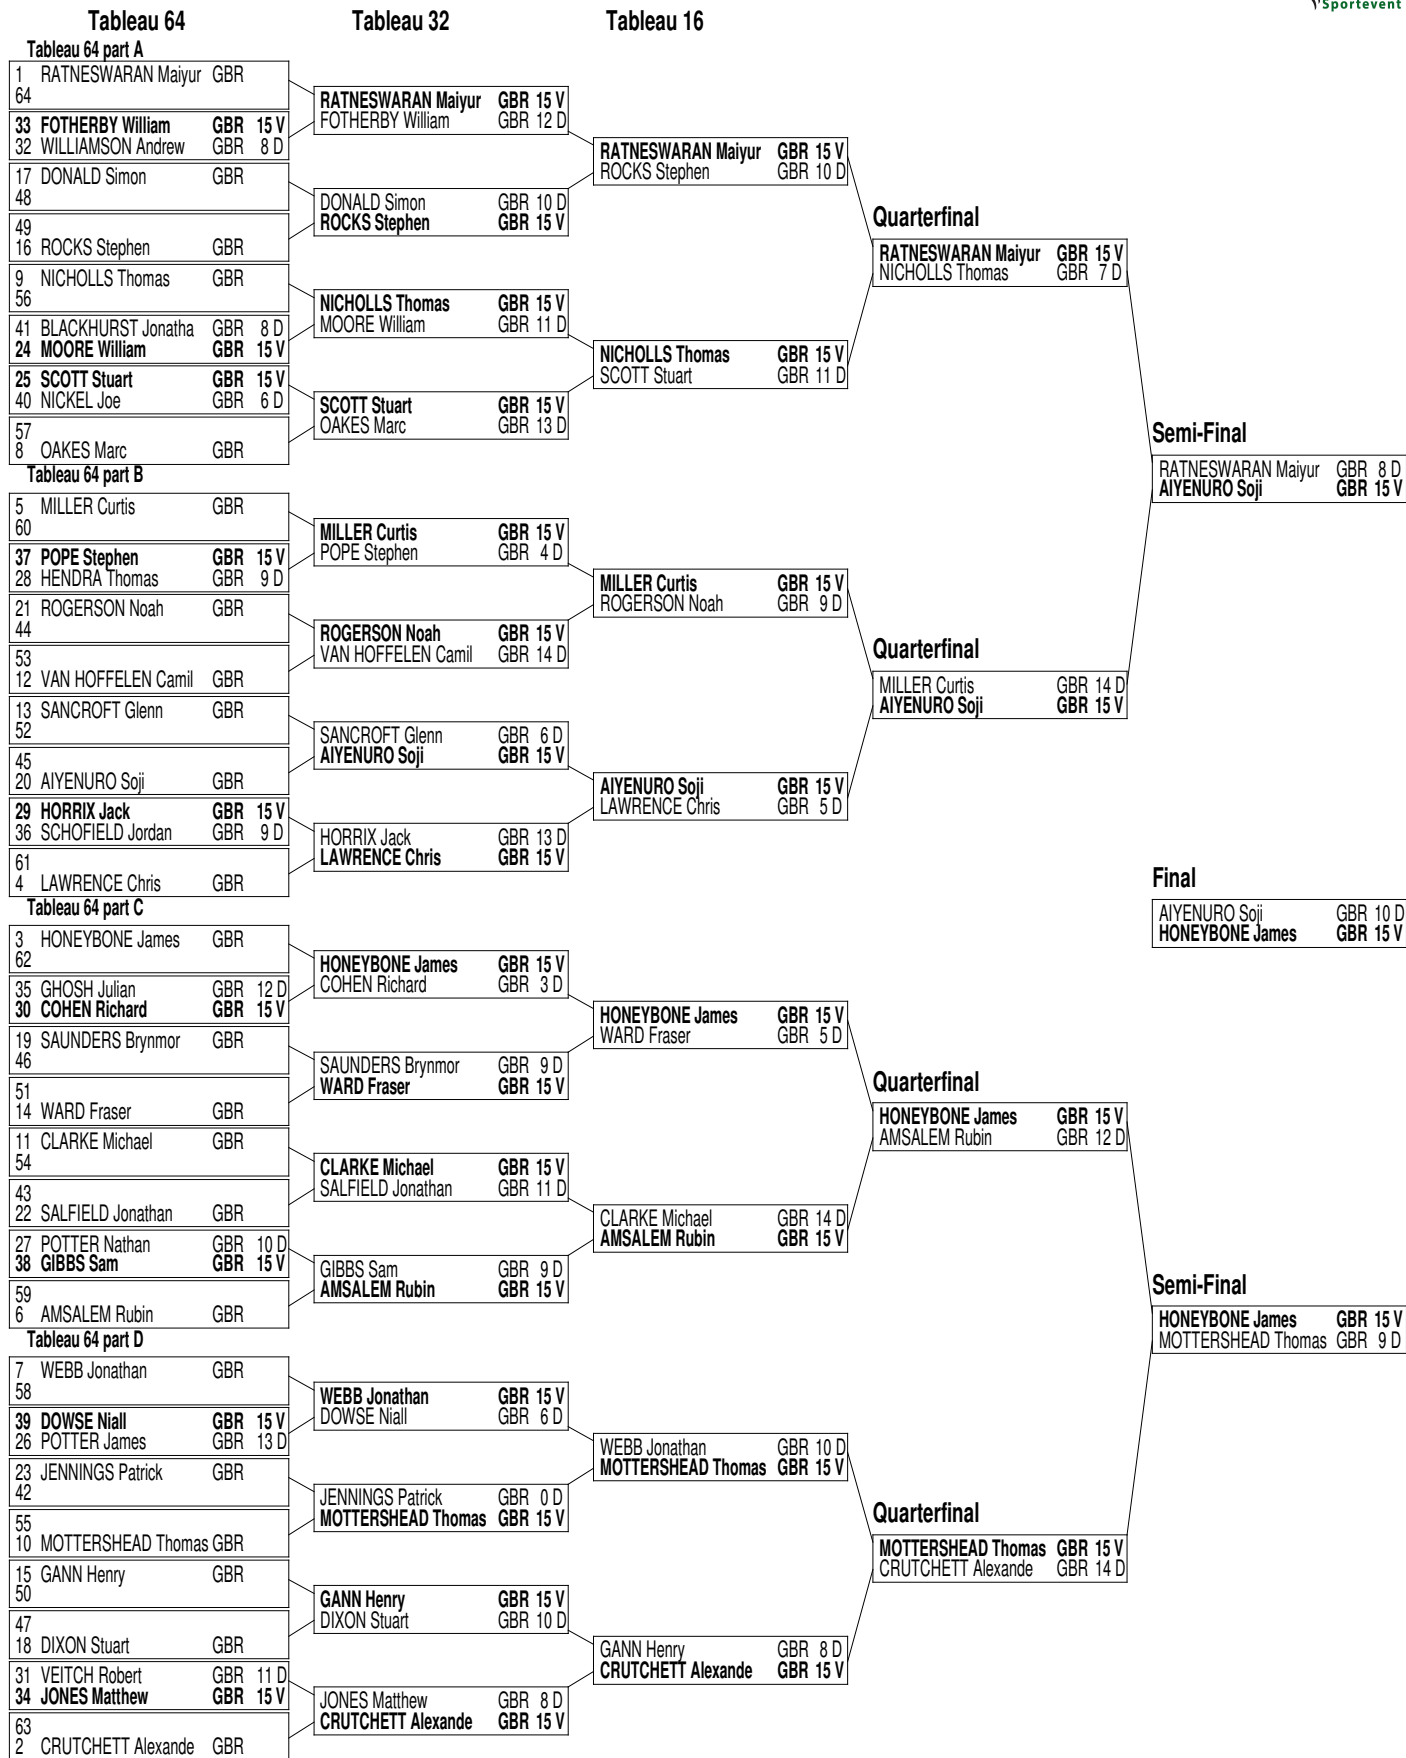 Sportevent
Tableau 64
Tableau 32
Tableau 16
Tableau 64 part A
1 RATNESWARAN Maiyur GBR
64
33 FOTHERBY William GBR 15 V
32 WILLIAMSON Andrew GBR 8 D
17 DONALD Simon GBR
48
49
16 ROCKS Stephen GBR
9 NICHOLLS Thomas GBR
56
41 BLACKHURST Jonatha GBR 8 D
24 MOORE William GBR 15 V
25 SCOTT Stuart GBR 15 V
40 NICKEL Joe GBR 6 D
57
8 OAKES Marc GBR
Tableau 64 part B
5 MILLER Curtis GBR
60
37 POPE Stephen GBR 15 V
28 HENDRA Thomas GBR 9 D
21 ROGERSON Noah GBR
44
53
12 VAN HOFFELEN Camil GBR
13 SANCROFT Glenn GBR
52
45
20 AIYENURO Soji GBR
29 HORRIX Jack GBR 15 V
36 SCHOFIELD Jordan GBR 9 D
61
4 LAWRENCE Chris GBR
Tableau 64 part C
3 HONEYBONE James GBR
62
35 GHOSH Julian GBR 12 D
30 COHEN Richard GBR 15 V
19 SAUNDERS Brynmor GBR
46
51
14 WARD Fraser GBR
11 CLARKE Michael GBR
54
43
22 SALFIELD Jonathan GBR
27 POTTER Nathan GBR 10 D
38 GIBBS Sam GBR 15 V
59
6 AMSALEM Rubin GBR
Tableau 64 part D
7 WEBB Jonathan GBR
58
39 DOWSE Niall GBR 15 V
26 POTTER James GBR 13 D
23 JENNINGS Patrick GBR
42
55
10 MOTTERSHEAD Thomas GBR
15 GANN Henry GBR
50
47
18 DIXON Stuart GBR
31 VEITCH Robert GBR 11 D
34 JONES Matthew GBR 15 V
63
2 CRUTCHETT Alexande GBR
RATNESWARAN Maiyur GBR 15 V
FOTHERBY William GBR 12 D
DONALD Simon GBR 10 D
ROCKS Stephen GBR 15 V
NICHOLLS Thomas GBR 15 V
MOORE William GBR 11 D
SCOTT Stuart GBR 15 V
OAKES Marc GBR 13 D
MILLER Curtis GBR 15 V
POPE Stephen GBR 4 D
ROGERSON Noah GBR 15 V
VAN HOFFELEN Camil GBR 14 D
SANCROFT Glenn GBR 6 D
AIYENURO Soji GBR 15 V
HORRIX Jack GBR 13 D
LAWRENCE Chris GBR 15 V
HONEYBONE James GBR 15 V
COHEN Richard GBR 3 D
SAUNDERS Brynmor GBR 9 D
WARD Fraser GBR 15 V
CLARKE Michael GBR 15 V
SALFIELD Jonathan GBR 11 D
GIBBS Sam GBR 9 D
AMSALEM Rubin GBR 15 V
WEBB Jonathan GBR 15 V
DOWSE Niall GBR 6 D
JENNINGS Patrick GBR 0 D
MOTTERSHEAD Thomas GBR 15 V
GANN Henry GBR 15 V
DIXON Stuart GBR 10 D
JONES Matthew GBR 8 D
CRUTCHETT Alexande GBR 15 V
RATNESWARAN Maiyur GBR 15 V
ROCKS Stephen GBR 10 D
NICHOLLS Thomas GBR 15 V
SCOTT Stuart GBR 11 D
MILLER Curtis GBR 15 V
ROGERSON Noah GBR 9 D
AIYENURO Soji GBR 15 V
LAWRENCE Chris GBR 5 D
HONEYBONE James GBR 15 V
WARD Fraser GBR 5 D
CLARKE Michael GBR 14 D
AMSALEM Rubin GBR 15 V
WEBB Jonathan GBR 10 D
MOTTERSHEAD Thomas GBR 15 V
GANN Henry GBR 8 D
CRUTCHETT Alexande GBR 15 V
Quarterfinal
RATNESWARAN Maiyur GBR 15 V
NICHOLLS Thomas GBR 7 D
Quarterfinal
MILLER Curtis GBR 14 D
AIYENURO Soji GBR 15 V
Quarterfinal
HONEYBONE James GBR 15 V
AMSALEM Rubin GBR 12 D
Quarterfinal
MOTTERSHEAD Thomas GBR 15 V
CRUTCHETT Alexande GBR 14 D
Semi-Final
RATNESWARAN Maiyur GBR 8 D
AIYENURO Soji GBR 15 V
Final
AIYENURO Soji GBR 10 D
HONEYBONE James GBR 15 V
Semi-Final
HONEYBONE James GBR 15 V
MOTTERSHEAD Thomas GBR 9 D